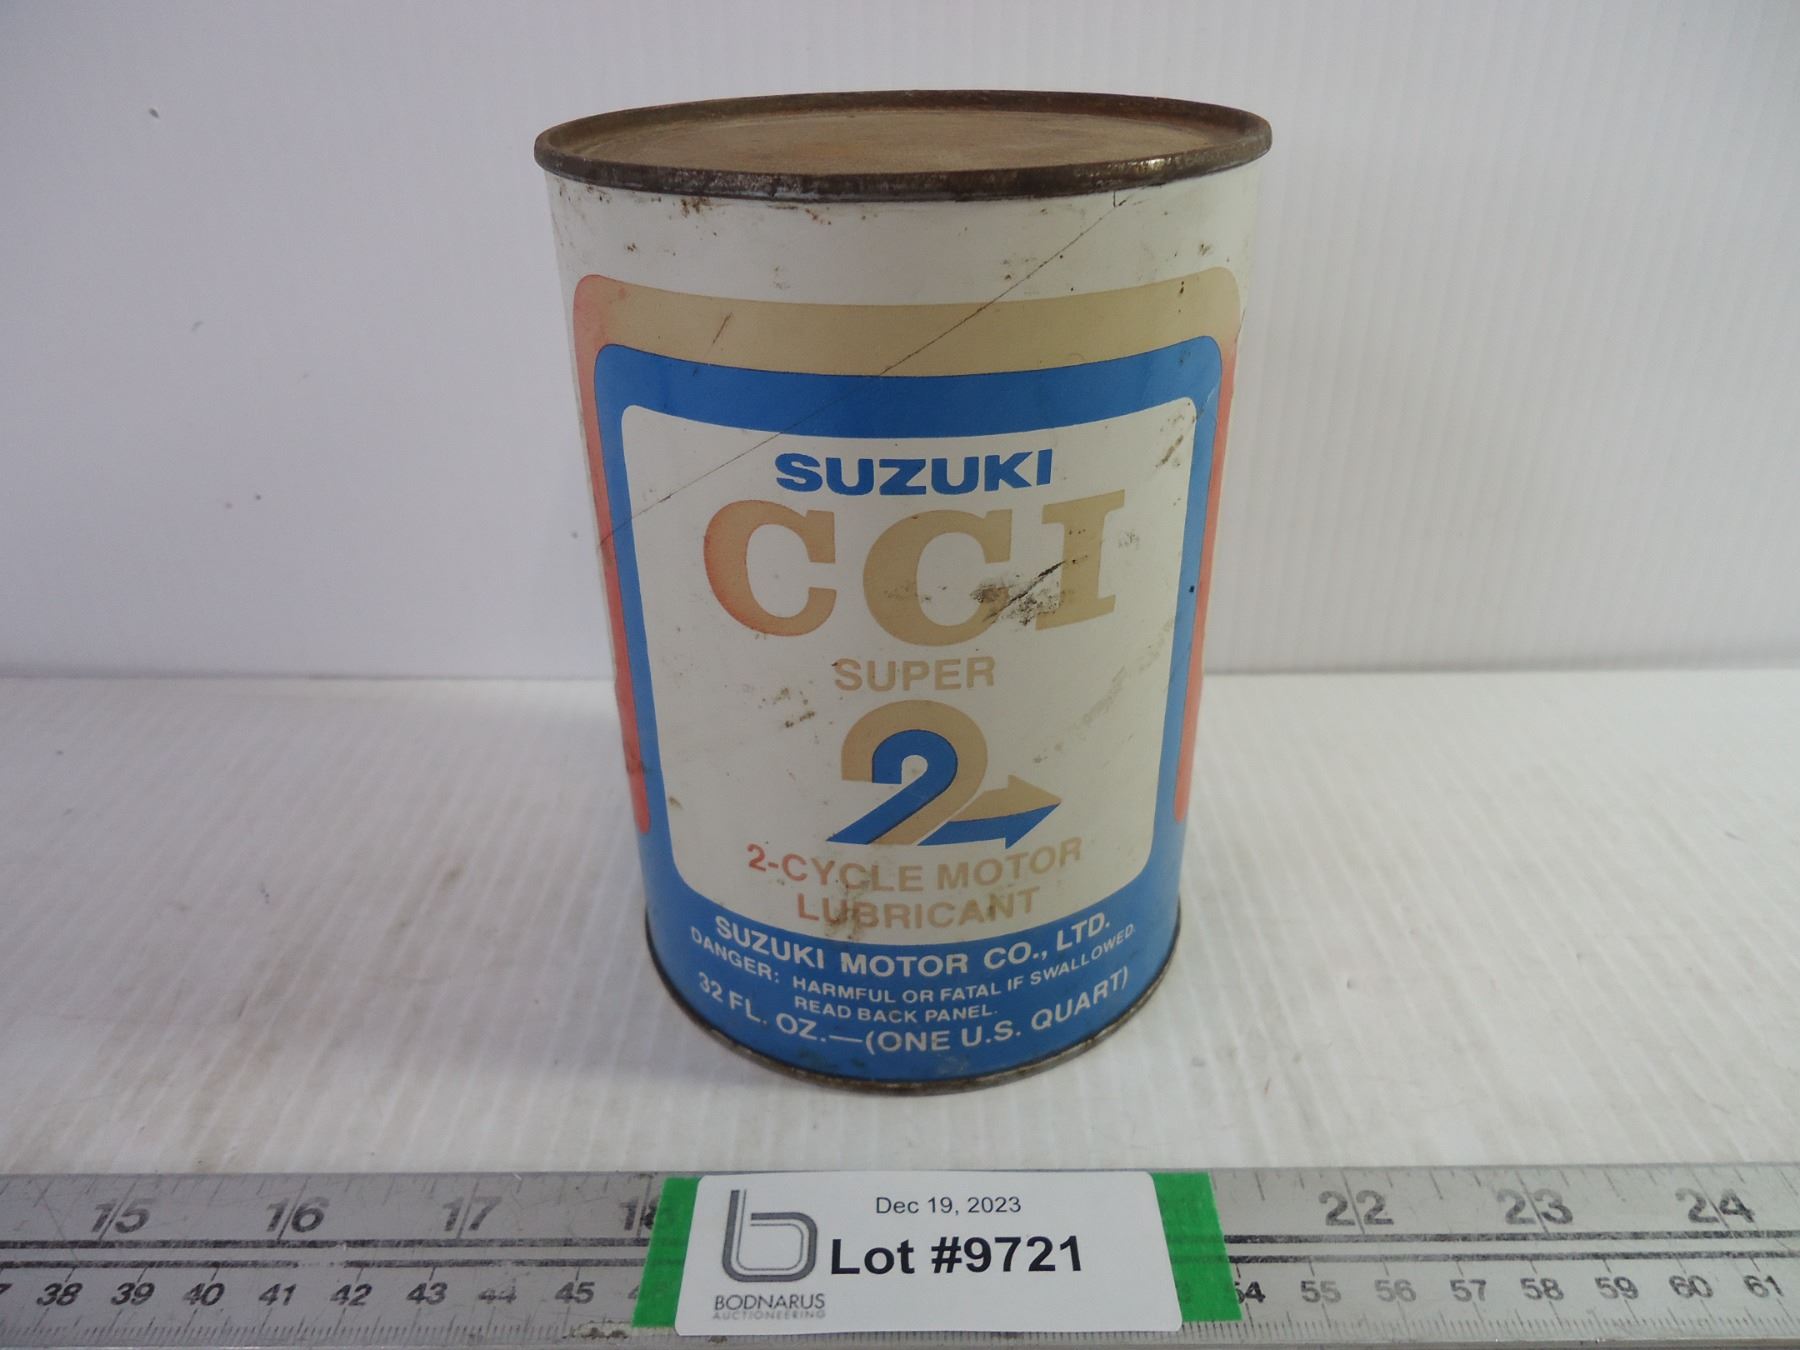 SUZUKI
CCI
SUPER
2
2-CYCLE MOTOR
LUBRICANT
SUZUKI MOTOR CO., LTD.
DANGER: HARMFUL OR FATAL IF SWALLOWED.
READ BACK PANEL.
32 FL. OZ.—(ONE U.S. QUART)
15 16 17 18 22 23 24
Dec 19, 2023
Lot #9721
BODNARUS
AUCTIONEERING
38 39 40 41 42 43 44 45 54 55 56 57 58 59 60 61